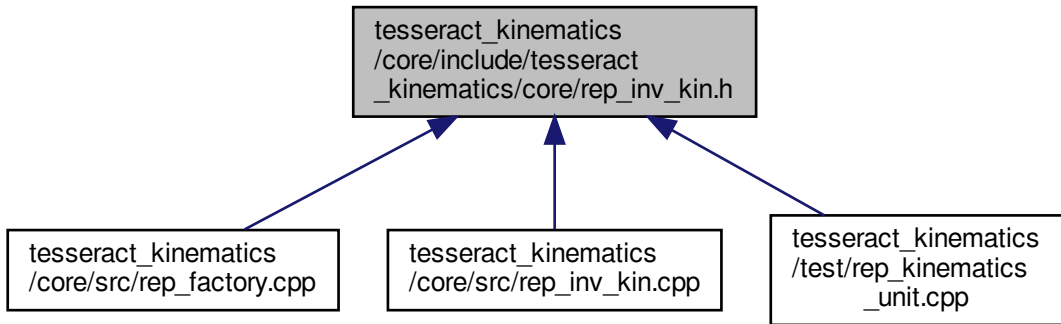 tesseract_kinematics
/core/include/tesseract
_kinematics/core/rep_inv_kin.h
tesseract_kinematics
/core/src/rep_factory.cpp
tesseract_kinematics
/core/src/rep_inv_kin.cpp
tesseract_kinematics
/test/rep_kinematics
_unit.cpp